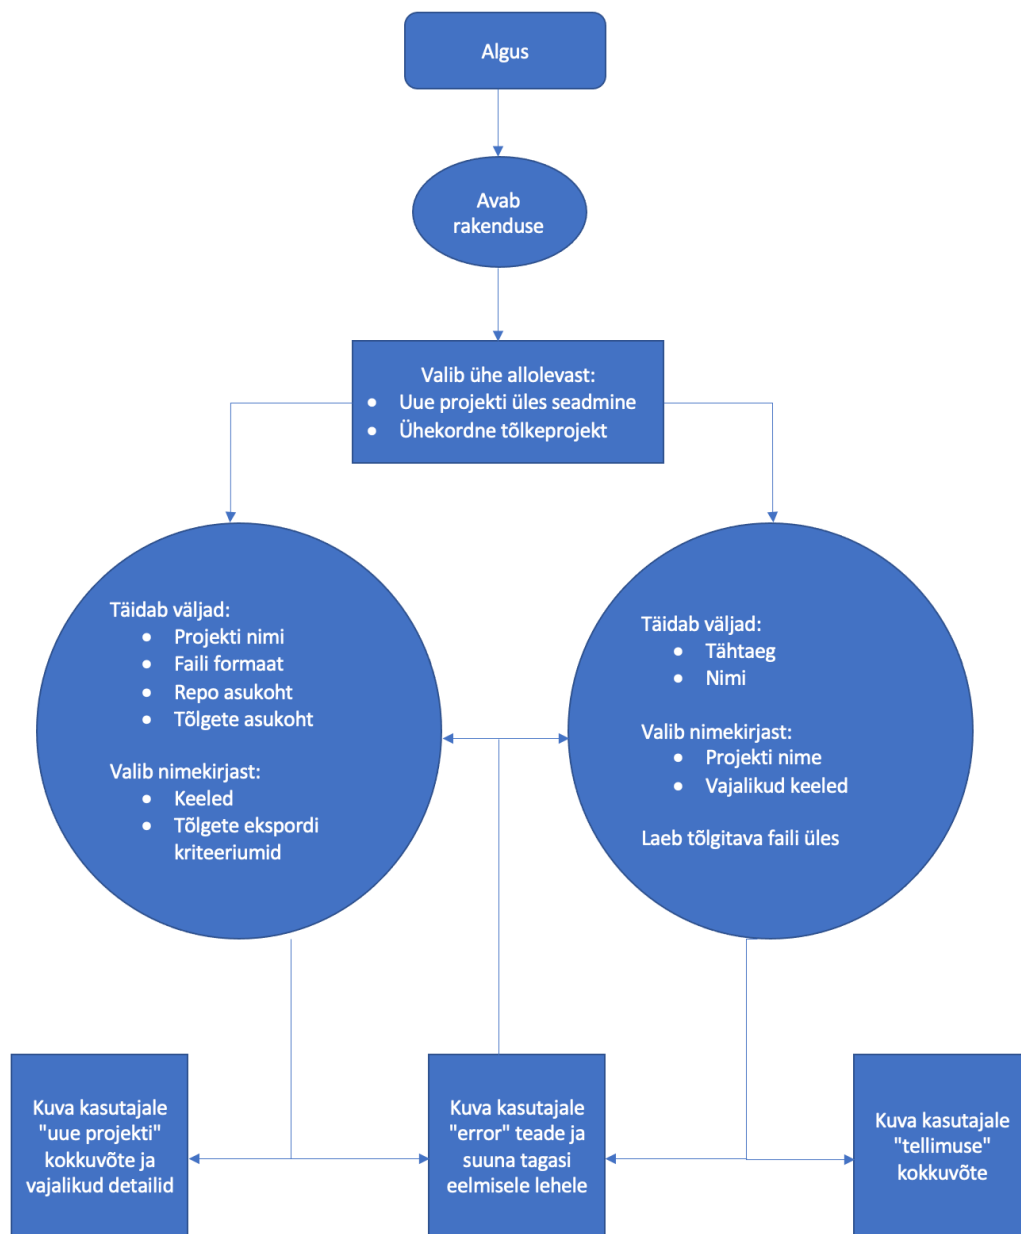 Algus
Avab
rakenduse
Valib ühe allolevast:
• Uue projekti üles seadmine
• Ühekordne tõlkeprojekt
Täidab väljad:
• Projekti nimi
• Faili formaat
• Repo asukoht
• Tõlgete asukoht
Valib nimekirjast:
• Keeled
• Tõlgete ekspordi
kriteeriumid
Täidab väljad:
• Tähtaeg
• Nimi
Valib nimekirjast:
• Projekti nime
• Vajalikud keeled
Laeb tõlgitava faili üles
Kuva kasutajale
"uue projekti"
kokkuvõte ja
vajalikud detailid
Kuva kasutajale
"error" teade ja
suuna tagasi
eelmisele lehele
Kuva kasutajale
"tellimuse"
kokkuvõte